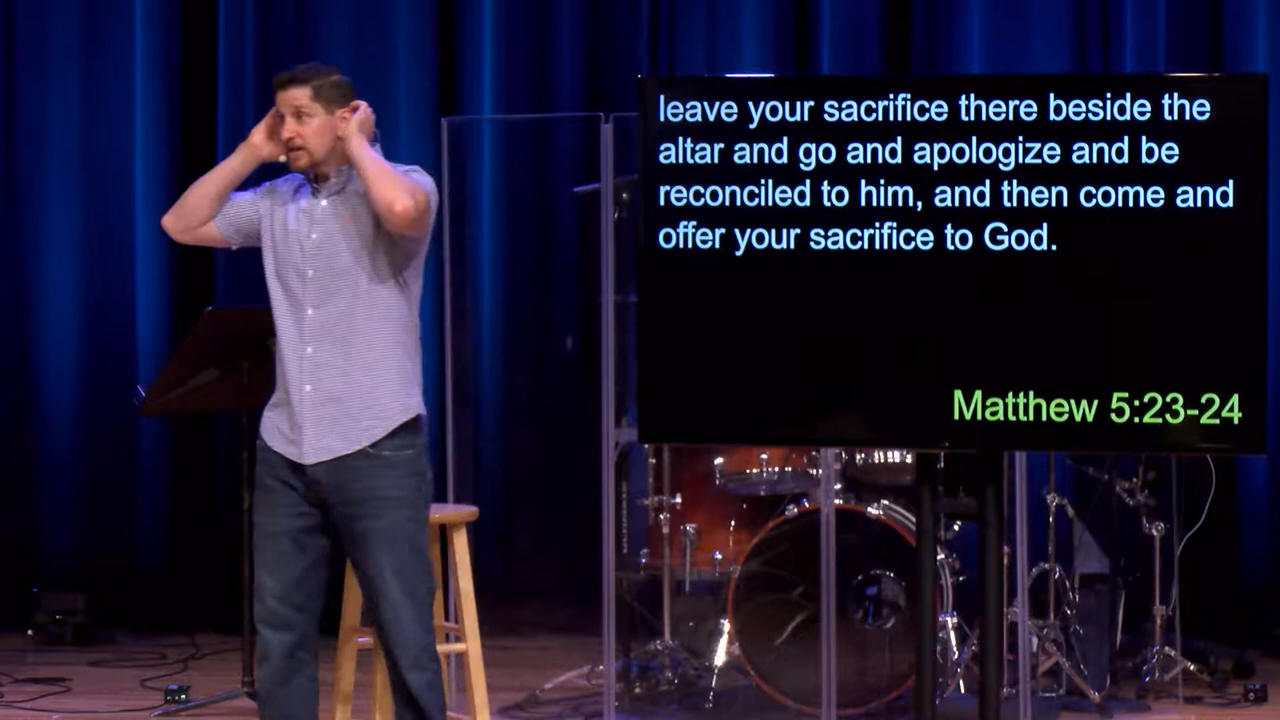 leave your sacrifice there beside the
altar and go and apologize and be
reconciled to him, and then come and
offer your sacrifice to God.
Matthew 5:23-24